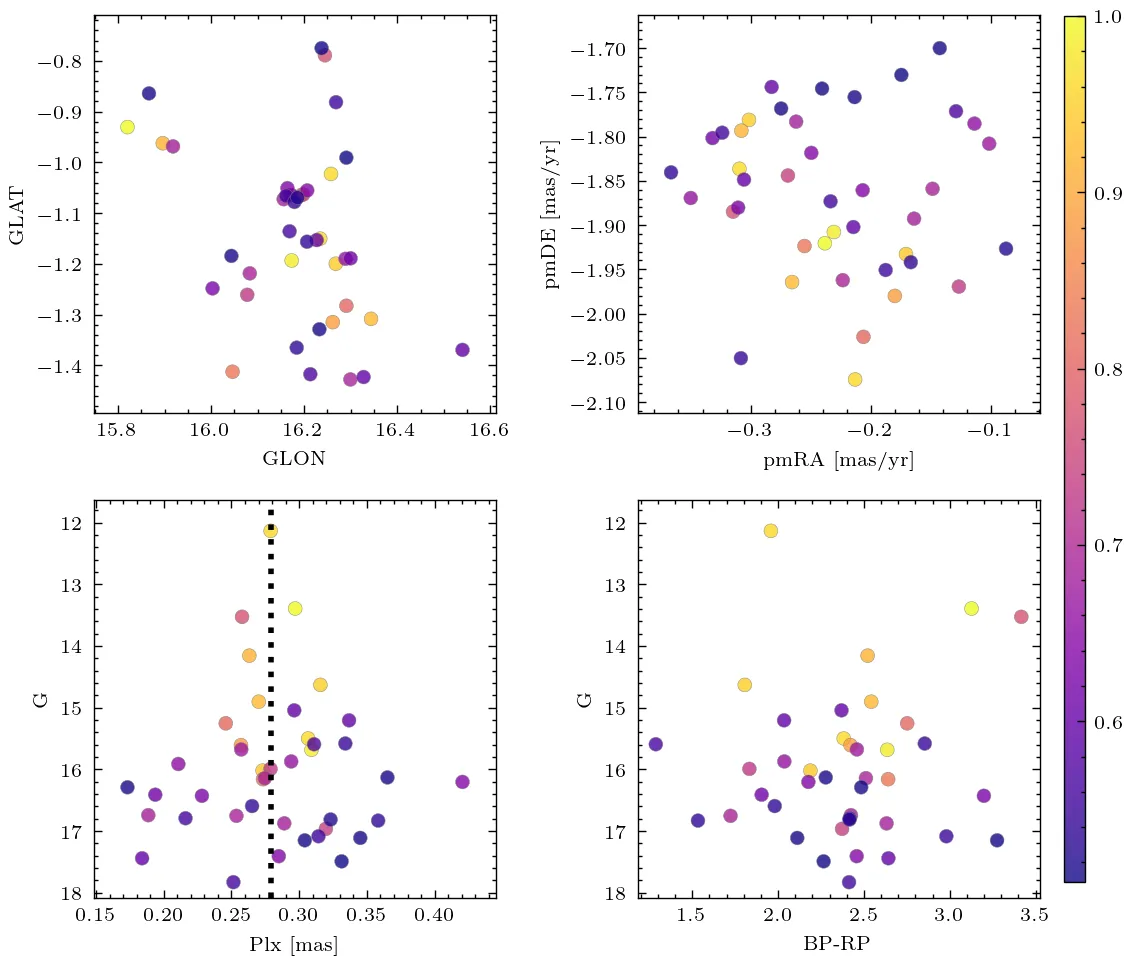 −0.8
−0.9
−1.0
−1.1
−1.2
−1.3
−1.4
GLAT
15.8 16.0 16.2 16.4 16.6
GLON
−1.70
−1.75
−1.80
−1.85
−1.90
−1.95
−2.00
−2.05
−2.10
pmDE [mas/yr]
−0.3 −0.2 −0.1
pmRA [mas/yr]
12
13
14
15
16
17
18
G
0.15 0.20 0.25 0.30 0.35 0.40
Plx [mas]
12
13
14
15
16
17
18
G
1.5 2.0 2.5 3.0 3.5
BP-RP
1.0
0.9
0.8
0.7
0.6